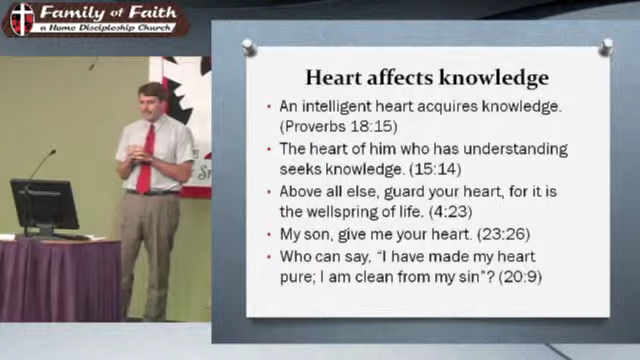 Family of Faith
a Home Discipleship Church
Heart affects knowledge
• An intelligent heart acquires knowledge.
(Proverbs 18:15)
• The heart of him who has understanding
seeks knowledge. (15:14)
• Above all else, guard your heart, for it is
the wellspring of life. (4:23)
• My son, give me your heart. (23:26)
• Who can say, “I have made my heart
pure; I am clean from my sin”? (20:9)